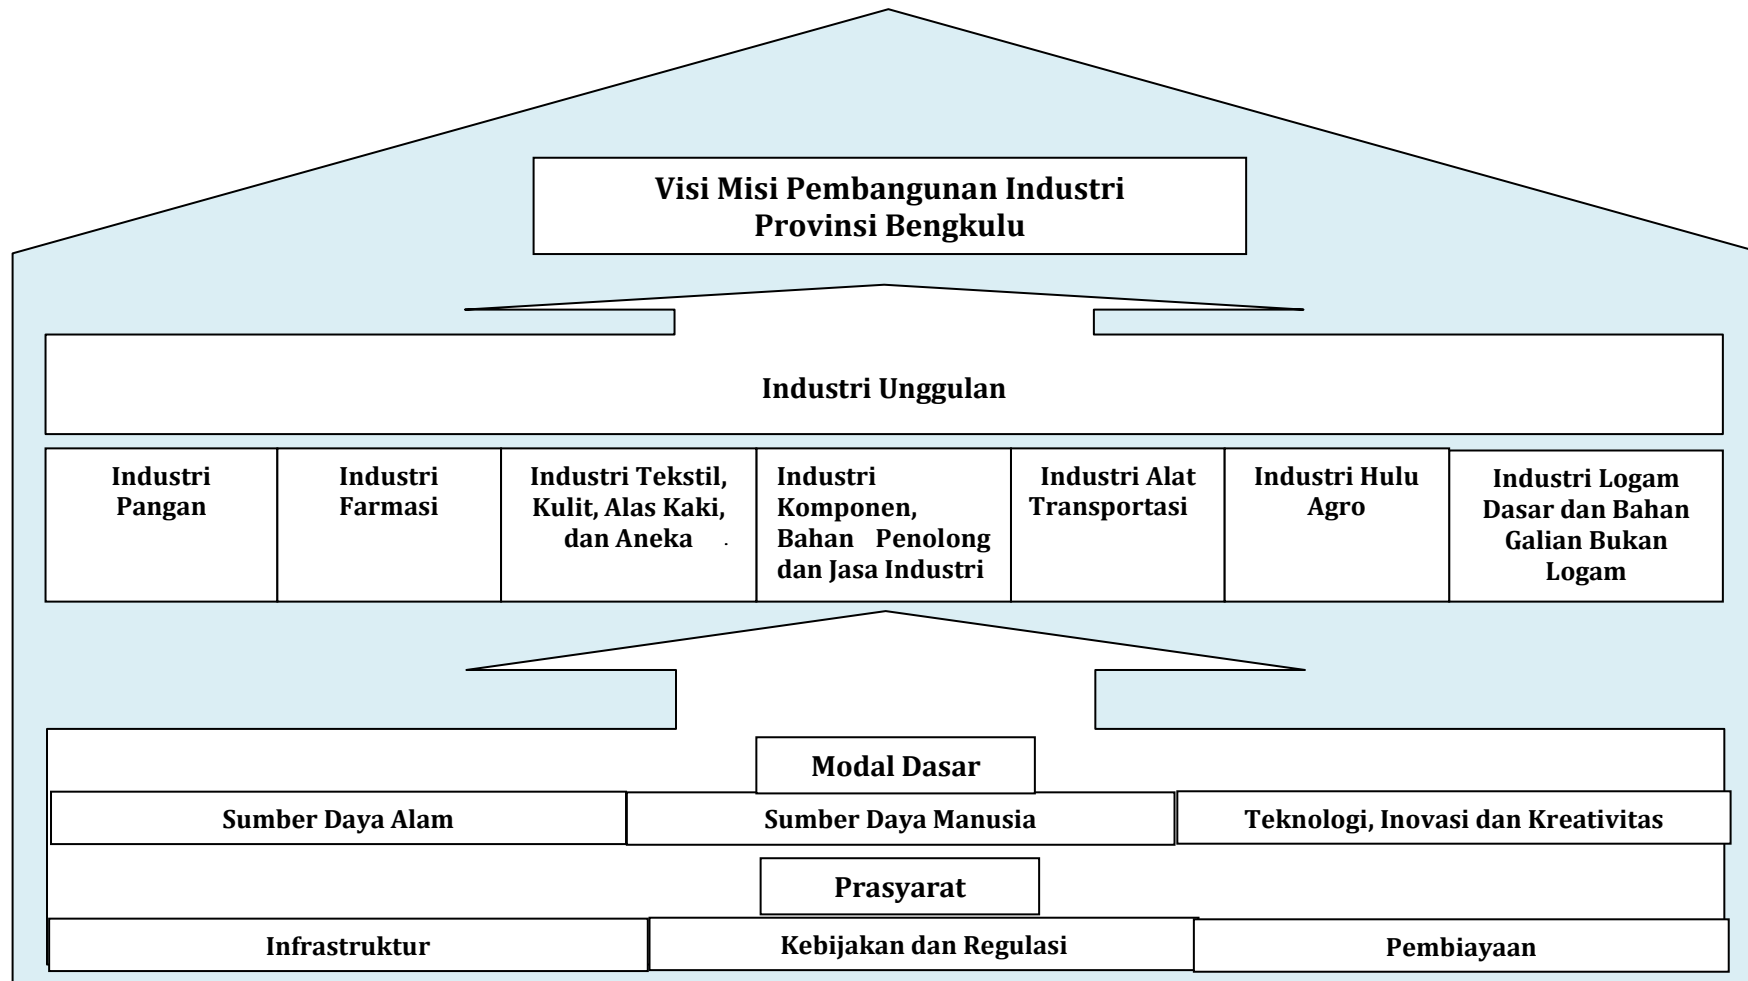 Visi Misi Pembangunan Industri
Provinsi Bengkulu
Industri Unggulan
Industri
Pangan
Industri
Farmasi
Industri Tekstil,
Kulit, Alas Kaki,
dan Aneka .
Industri
Komponen,
Bahan Penolong
dan Jasa Industri
Industri Alat
Transportasi
Industri Hulu
Agro
Industri Logam
Dasar dan Bahan
Galian Bukan
Logam
Modal Dasar
Sumber Daya Alam
Sumber Daya Manusia
Teknologi, Inovasi dan Kreativitas
Prasyarat
Infrastruktur
Kebijakan dan Regulasi
Pembiayaan